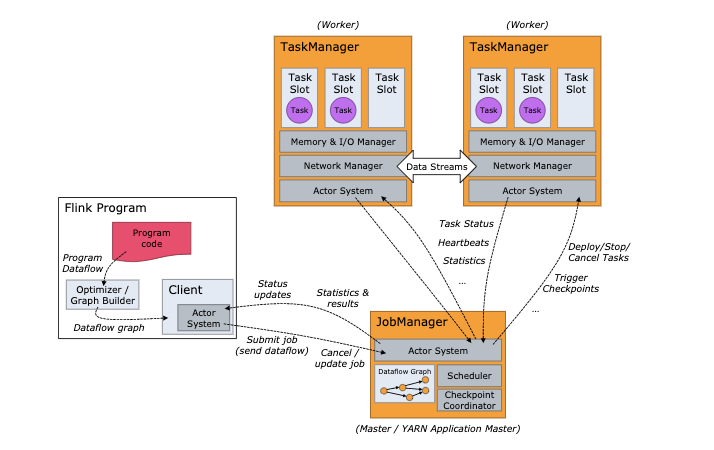 (Worker)
(Worker)
TaskManager
TaskManager
Task
Slot
Task
Slot
Task
Slot
Task
Slot
Task
Slot
Task
Slot
Task
Task
Task
Task
Memory & I/O Manager
Memory & I/O Manager
Network Manager
Data Streams
Network Manager
Actor System
Actor System
Flink Program
Program
code
Program
Dataflow
Optimizer /
Graph Builder
Dataflow graph
Client
Actor
System
Task Status
Heartbeats
Statistics
...
Deploy/Stop/
Cancel Tasks
Trigger
Checkpoints
...
Status
updates
Statistics &
results
Submit job
(send dataflow)
Cancel /
update job
JobManager
Actor System
Dataflow Graph
Scheduler
Checkpoint
Coordinator
(Master / YARN Application Master)